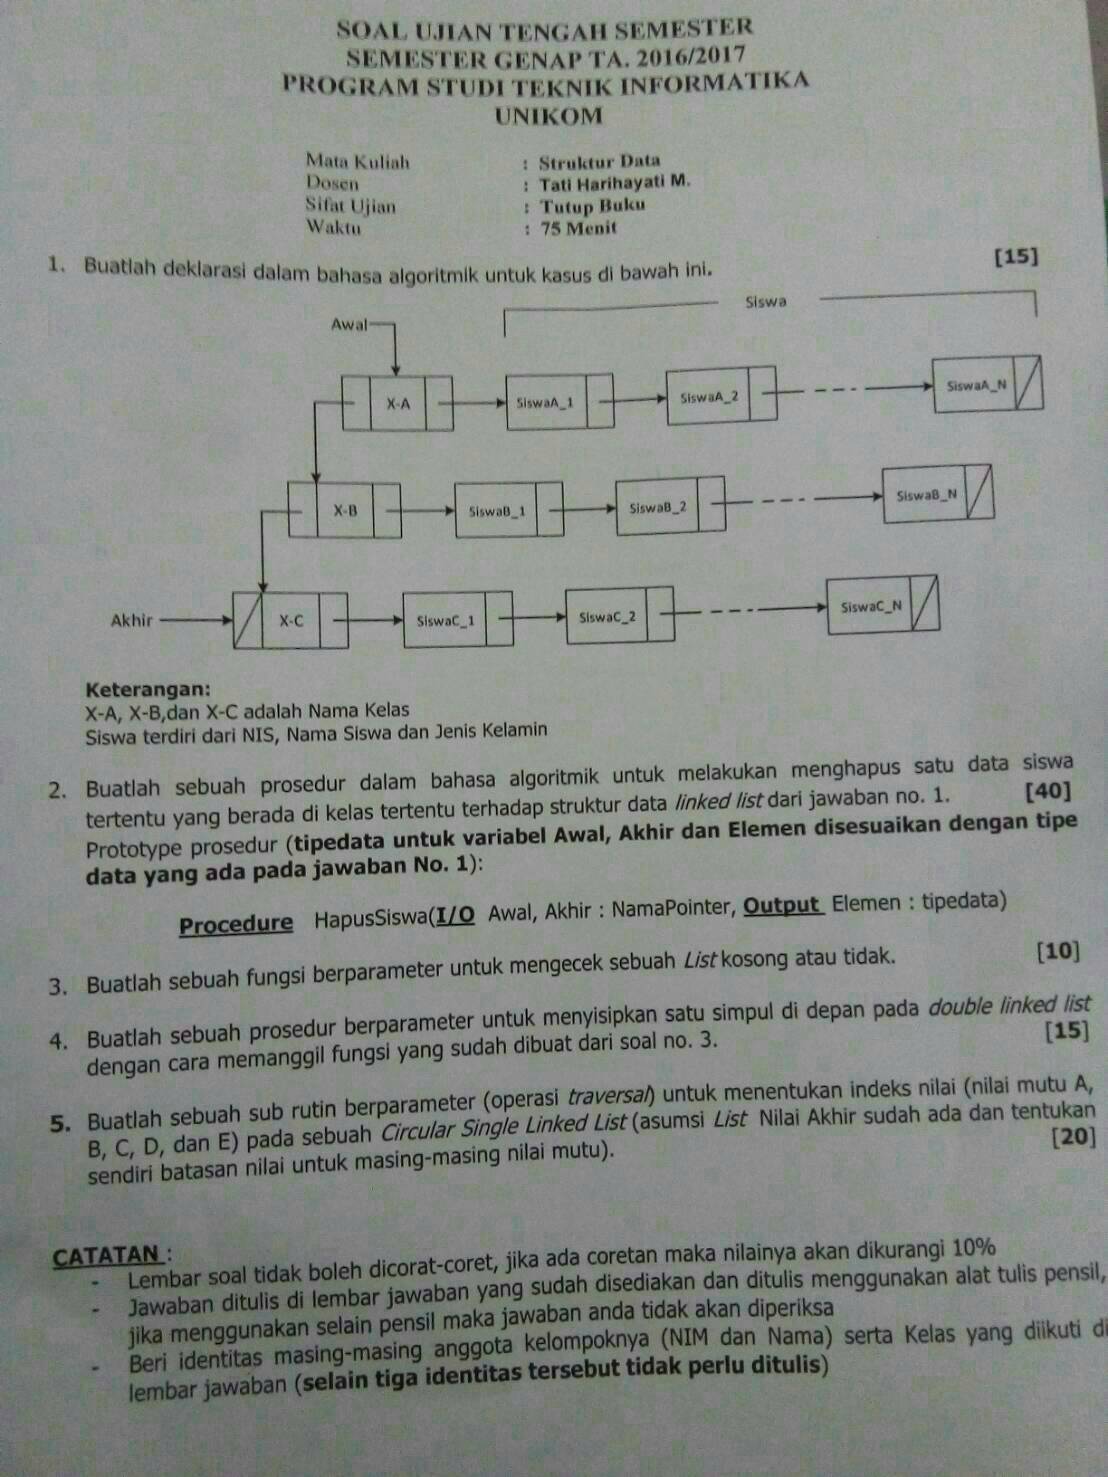 SOAL UJIAN TENGAH SEMESTER
SEMESTER GENAP TA. 2016/2017
PROGRAM STUDI TEKNIK INFORMATIKA
UNIKOM
Mata Kuliah : Struktur Data
Dosen : Tati Harihayati M.
Sifat Ujian : Tutup Buku
Waktu : 75 Menit
1. Buatlah deklarasi dalam bahasa algoritmik untuk kasus di bawah ini. [15]
Siswa
Awal
X-A SiswaA_1 SiswaA_2 SiswaA_N
X-B SiswaB_1 SiswaB_2 SiswaB_N
Akhir X-C SiswaC_1 SiswaC_2 SiswaC_N
Keterangan:
X-A, X-B,dan X-C adalah Nama Kelas
Siswa terdiri dari NIS, Nama Siswa dan Jenis Kelamin
2. Buatlah sebuah prosedur dalam bahasa algoritmik untuk melakukan menghapus satu data siswa
tertentu yang berada di kelas tertentu terhadap struktur data linked list dari jawaban no. 1. [40]
Prototype prosedur (tipedata untuk variabel Awal, Akhir dan Elemen disesuaikan dengan tipe
data yang ada pada jawaban No. 1):
Procedure HapusSiswa(I/O Awal, Akhir : NamaPointer, Output Elemen : tipedata)
3. Buatlah sebuah fungsi berparameter untuk mengecek sebuah List kosong atau tidak. [10]
4. Buatlah sebuah prosedur berparameter untuk menyisipkan satu simpul di depan pada double linked list
dengan cara memanggil fungsi yang sudah dibuat dari soal no. 3. [15]
5. Buatlah sebuah sub rutin berparameter (operasi traversal) untuk menentukan indeks nilai (nilai mutu A,
B, C, D, dan E) pada sebuah Circular Single Linked List (asumsi List Nilai Akhir sudah ada dan tentukan
sendiri batasan nilai untuk masing-masing nilai mutu). [20]
CATATAN :
- Lembar soal tidak boleh dicorat-coret, jika ada coretan maka nilainya akan dikurangi 10%
- Jawaban ditulis di lembar jawaban yang sudah disediakan dan ditulis menggunakan alat tulis pensil,
jika menggunakan selain pensil maka jawaban anda tidak akan diperiksa
- Beri identitas masing-masing anggota kelompoknya (NIM dan Nama) serta Kelas yang diikuti di
lembar jawaban (selain tiga identitas tersebut tidak perlu ditulis)